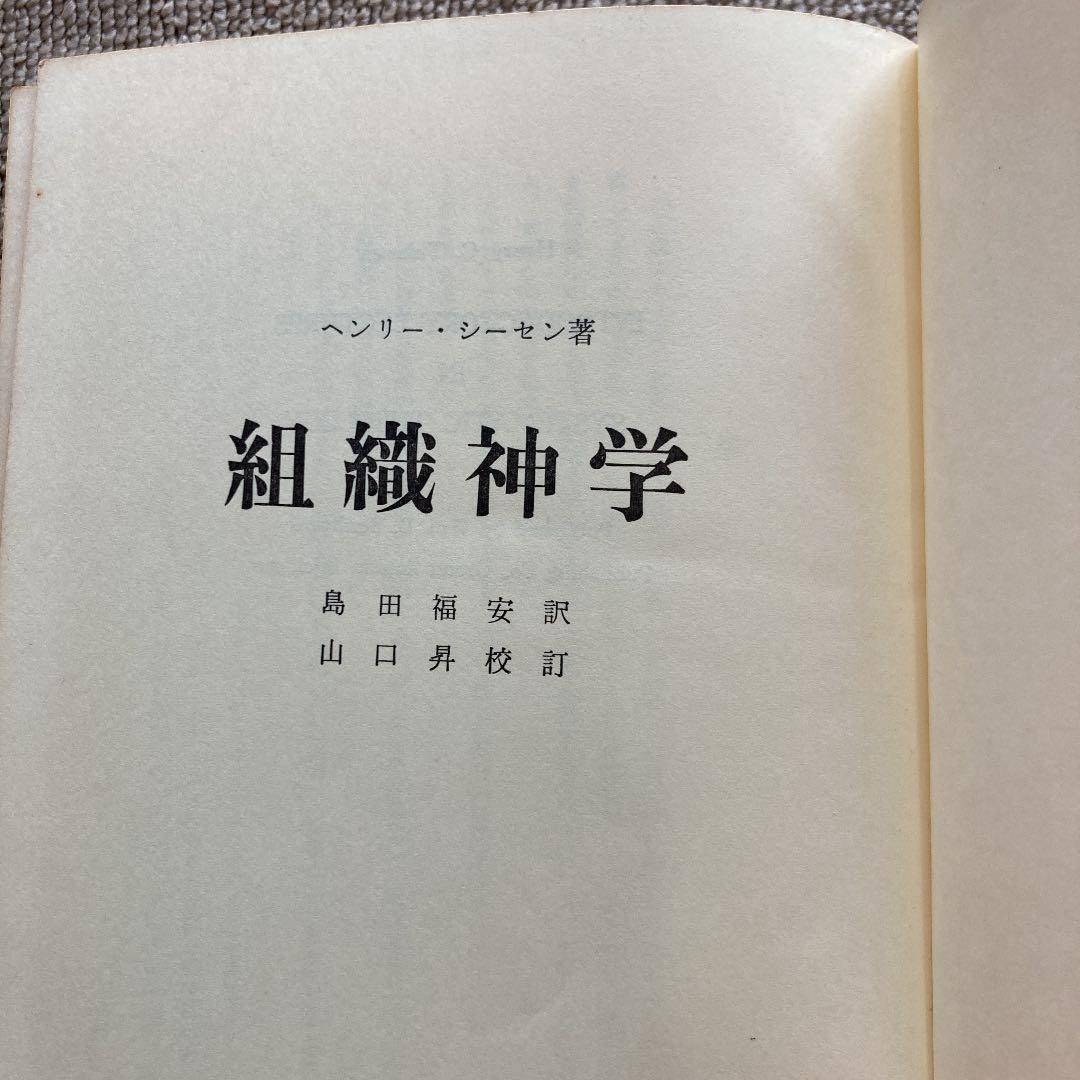 ヘンリー・シーセン著
組織神学
島田福安訳
山口昇校訂